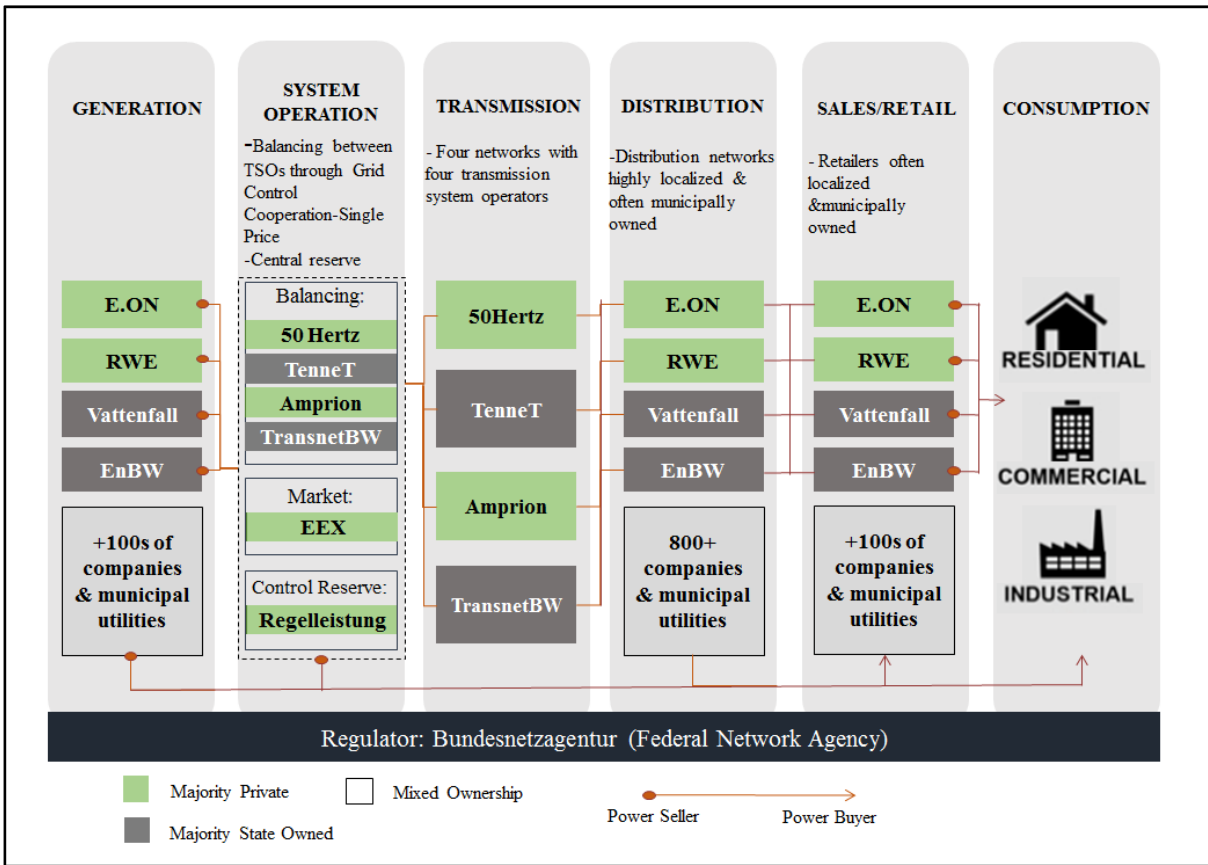 GENERATION
SYSTEM
OPERATION
-Balancing between
TSOs through Grid
Control
Cooperation-Single
Price
-Central reserve
TRANSMISSION
- Four networks with
four transmission
system operators
DISTRIBUTION
-Distribution networks
highly localized &
often municipally
owned
SALES/RETAIL
- Retailers often
localized
&municipally
owned
CONSUMPTION
E.ON
RWE
Vattenfall
EnBW
+100s of
companies
& municipal
utilities
Balancing:
50 Hertz
TenneT
Amprion
TransnetBW
Market:
EEX
Control Reserve:
Regelleistung
50Hertz
TenneT
Amprion
TransnetBW
E.ON
RWE
Vattenfall
EnBW
800+
companies
& municipal
utilities
E.ON
RWE
Vattenfall
EnBW
+100s of
companies
& municipal
utilities
RESIDENTIAL
COMMERCIAL
INDUSTRIAL
Regulator: Bundesnetzagentur (Federal Network Agency)
Majority Private
Mixed Ownership
Majority State Owned
Power Seller
Power Buyer